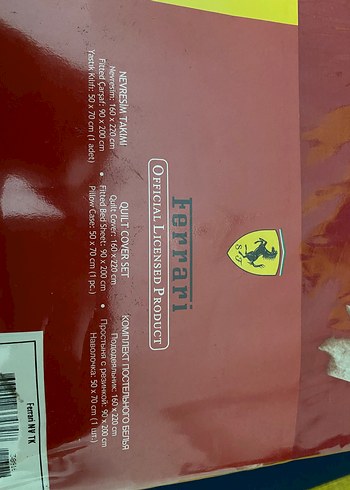 S F
Ferrari
OFFICIAL LICENSED PRODUCT
NEVRESİM TAKIMI
Nevresim: 160 x 220 cm
Fitted Çarşaf: 90 x 200 cm
Yastık Kılıfı: 50 x 70 cm (1 adet)
•
QUILT COVER SET
Quilt Cover: 160 x 220 cm
Fitted Bed Sheet: 90 x 200 cm
Pillow Case: 50 x 70 cm (1 pc.)
•
КОМПЛЕКТ ПОСТЕЛЬНОГО БЕЛЬЯ
Пододеяльник: 160 x 220 cm
Простыня с резинкой: 90 x 200 cm
Наволочка: 50 x 70 cm (1 шт.)
Ferrari NV TK